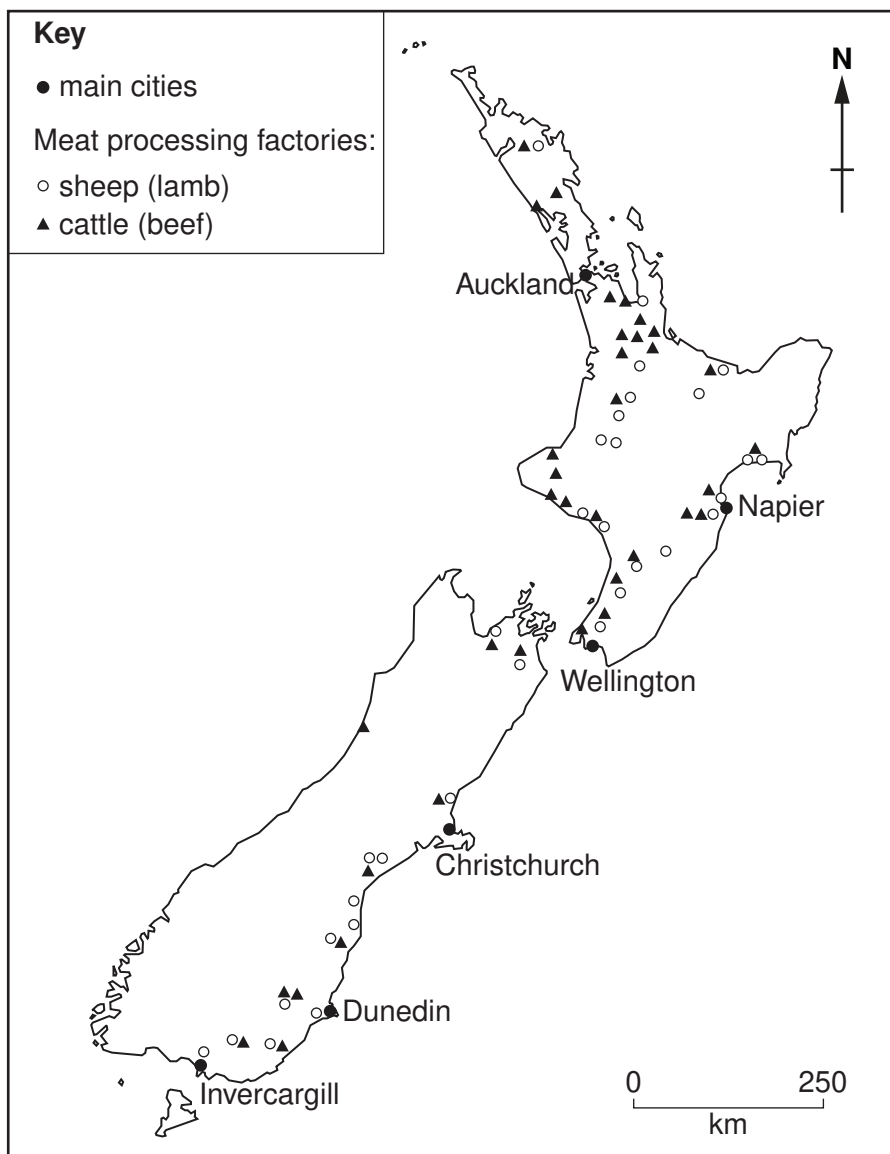 Key
main cities
Meat processing factories:
sheep (lamb)
cattle (beef)
N
Auckland
Napier
Wellington
Christchurch
Dunedin
Invercargill
0 250
km